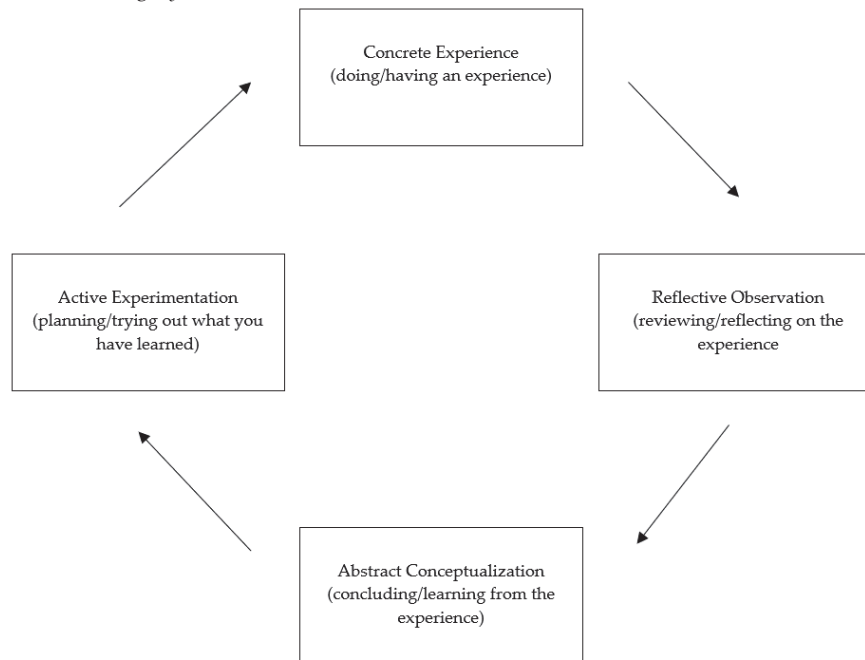 Concrete Experience
(doing/having an experience)
Active Experimentation
(planning/trying out what you
have learned)
Reflective Observation
(reviewing/reflecting on the
experience
Abstract Conceptualization
(concluding/learning from the
experience)